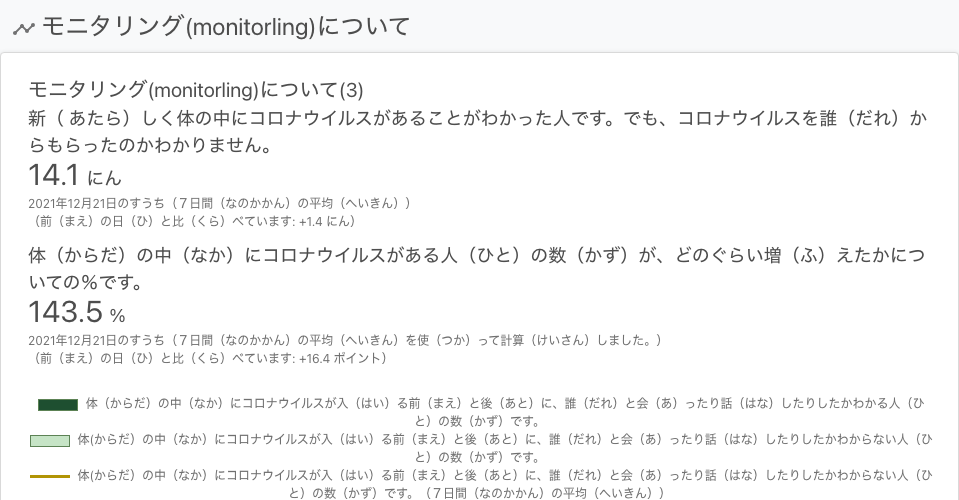 モニタリング(monitorling)について
モニタリング(monitorling)について(3)
新（ あたら）しく体の中にコロナウイルスがあることがわかった人です。でも、コロナウイルスを誰（だれ）か
らもらったのかわかりません。
14.1 にん
2021年12月21日のすうち（７日間（なのかかん）の平均（へいきん））
（前（まえ）の日（ひ）と比（くら）べています: +1.4 にん）
体（からだ）の中（なか）にコロナウイルスがある人（ひと）の数（かず）が、どのぐらい増（ふ）えたかにつ
いての％です。
143.5 %
2021年12月21日のすうち（７日間（なのかかん）の平均（へいきん）を使（つか）って計算（けいさん）しました。）
（前（まえ）の日（ひ）と比（くら）べています: +16.4 ポイント）
体（からだ）の中（なか）にコロナウイルスが入（はい）る前（まえ）と後（あと）に、誰（だれ）と会（あ）ったり話（はな）したりしたかわかる人（ひ
と）の数（かず）です。
体(からだ）の中（なか）にコロナウイルスが入（はい）る前（まえ）と後（あと）に、誰（だれ）と会（あ）ったり話（はな）したりしたかわからない人（ひ
と）の数（かず）です。
体(からだ）の中（なか）にコロナウイルスが入（はい）る前（まえ）と後（あと）に、誰（だれ）と会（あ）ったり話（はな）したりしたかわからない人（ひ
と）の数（かず）です。（７日間（なのかかん）の平均（へいきん））